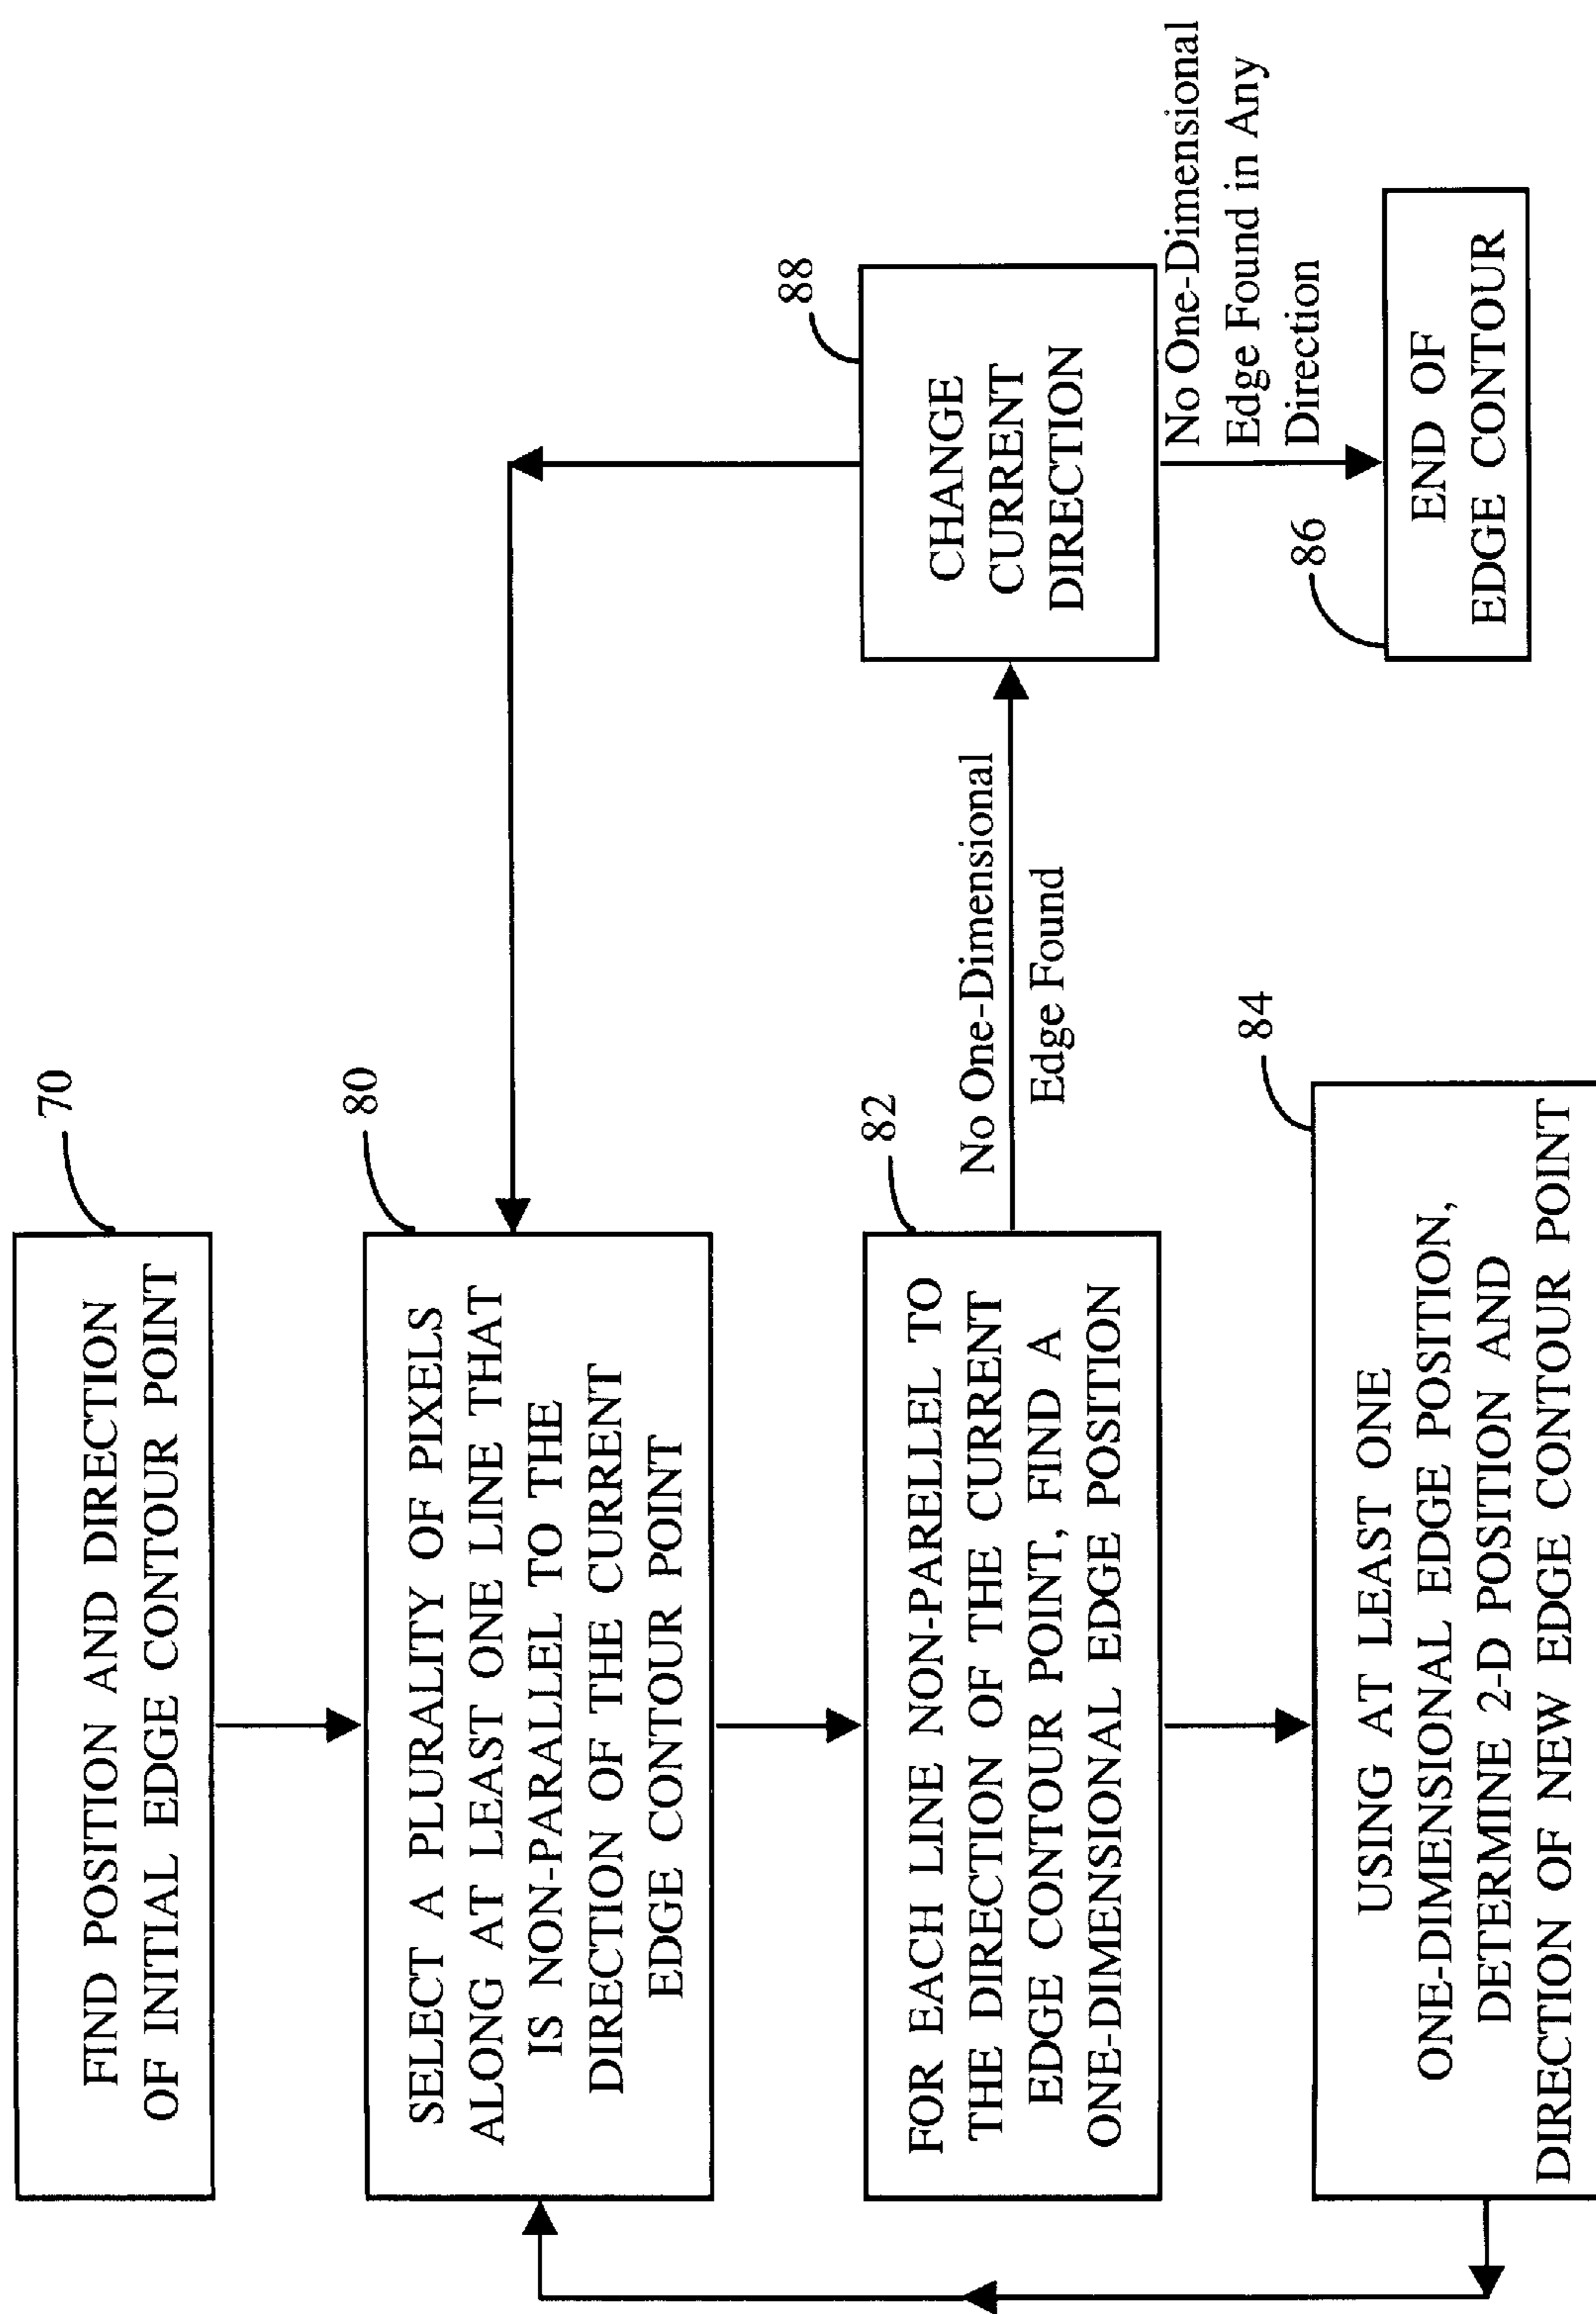 70
FIND POSITION AND DIRECTION
OF INITIAL EDGE CONTOUR POINT
80
SELECT A PLURALITY OF PIXELS
ALONG AT LEAST ONE LINE THAT
IS NON-PARALLEL TO THE
DIRECTION OF THE CURRENT
EDGE CONTOUR POINT
82
FOR EACH LINE NON-PARELLEL TO
THE DIRECTION OF THE CURRENT
EDGE CONTOUR POINT, FIND A
ONE-DIMENSIONAL EDGE POSITION
No One-Dimensional
Edge Found
88
CHANGE
CURRENT
DIRECTION
No One-Dimensional
Edge Found in Any
Direction
84
USING AT LEAST ONE
ONE-DIMENSIONAL EDGE POSITION,
DETERMINE 2-D POSITION AND
DIRECTION OF NEW EDGE CONTOUR POINT
86
END OF
EDGE CONTOUR